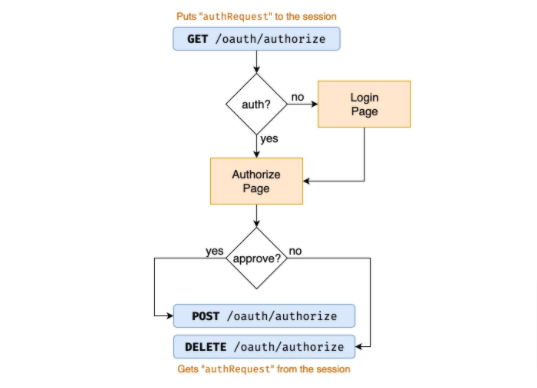 Puts "authRequest" to the session
GET /oauth/authorize
auth?
no
Login
Page
yes
Authorize
Page
yes
approve?
no
POST /oauth/authorize
DELETE /oauth/authorize
Gets "authRequest" from the session